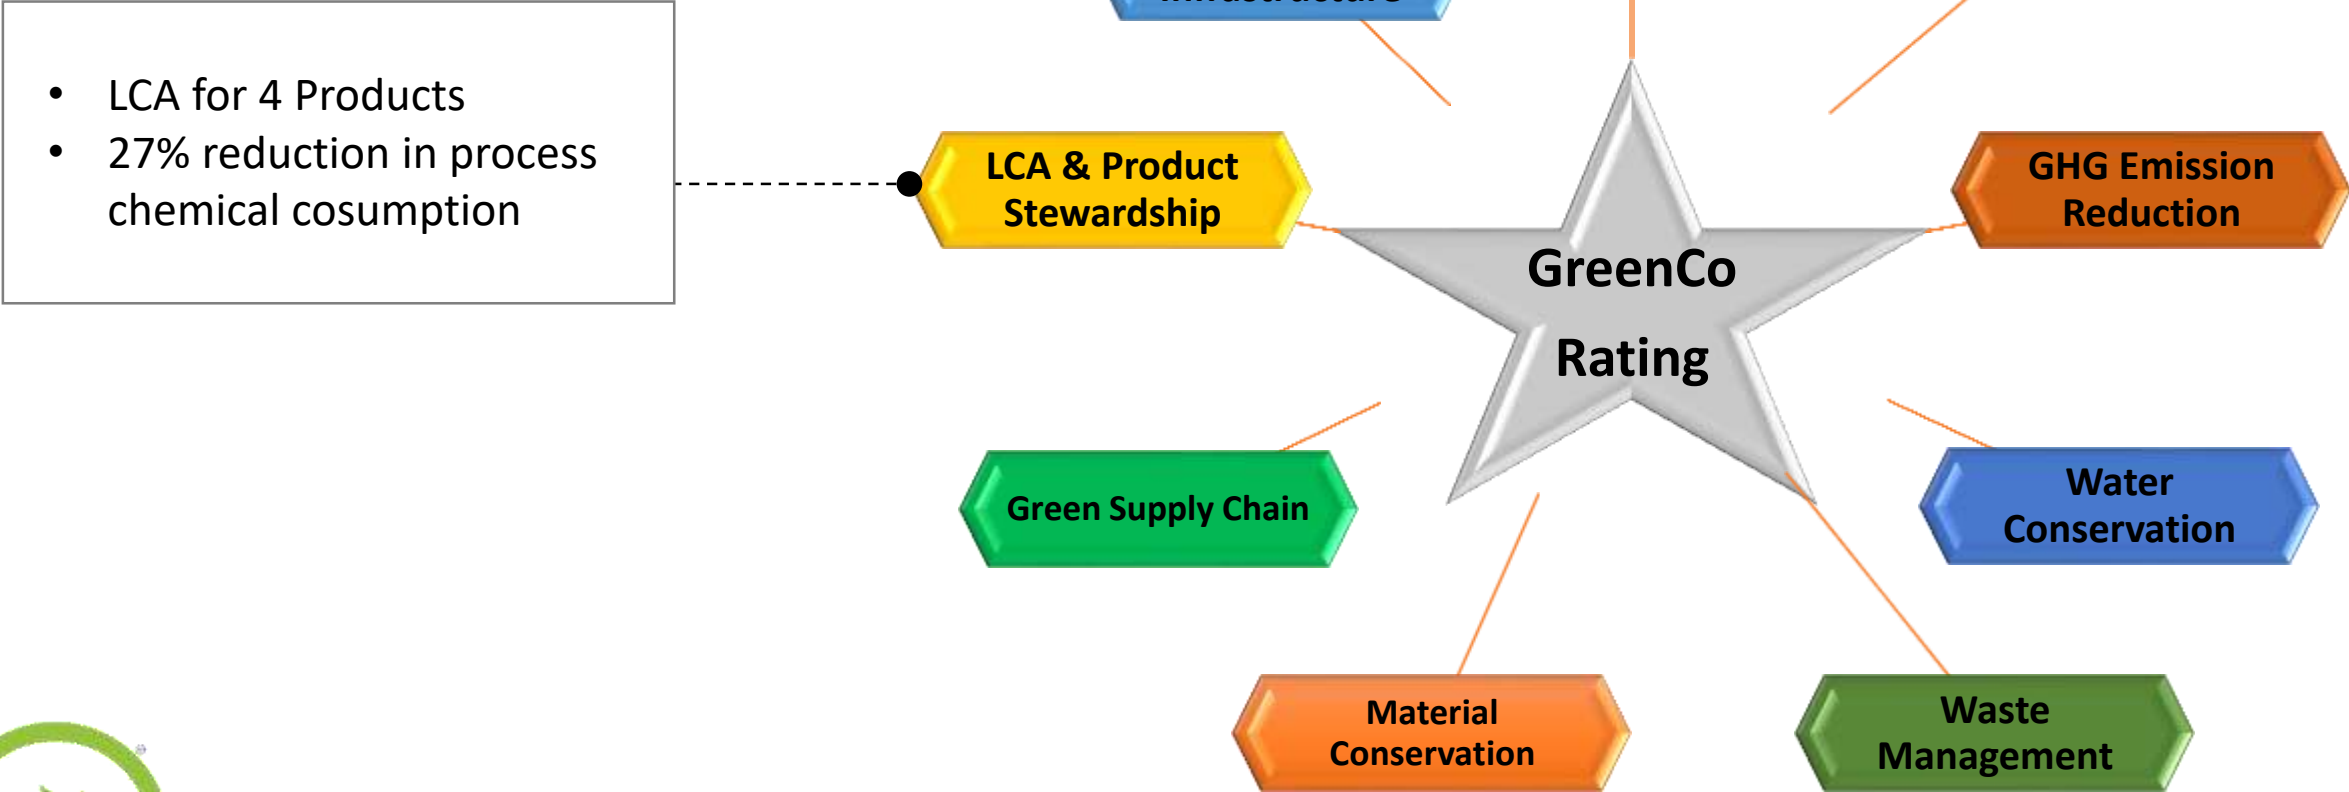 • LCA for 4 Products
• 27% reduction in process
chemical cosumption
LCA & Product
Stewardship
GHG Emission
Reduction
GreenCo
Rating
Green Supply Chain
Water
Conservation
Material
Conservation
Waste
Management
®